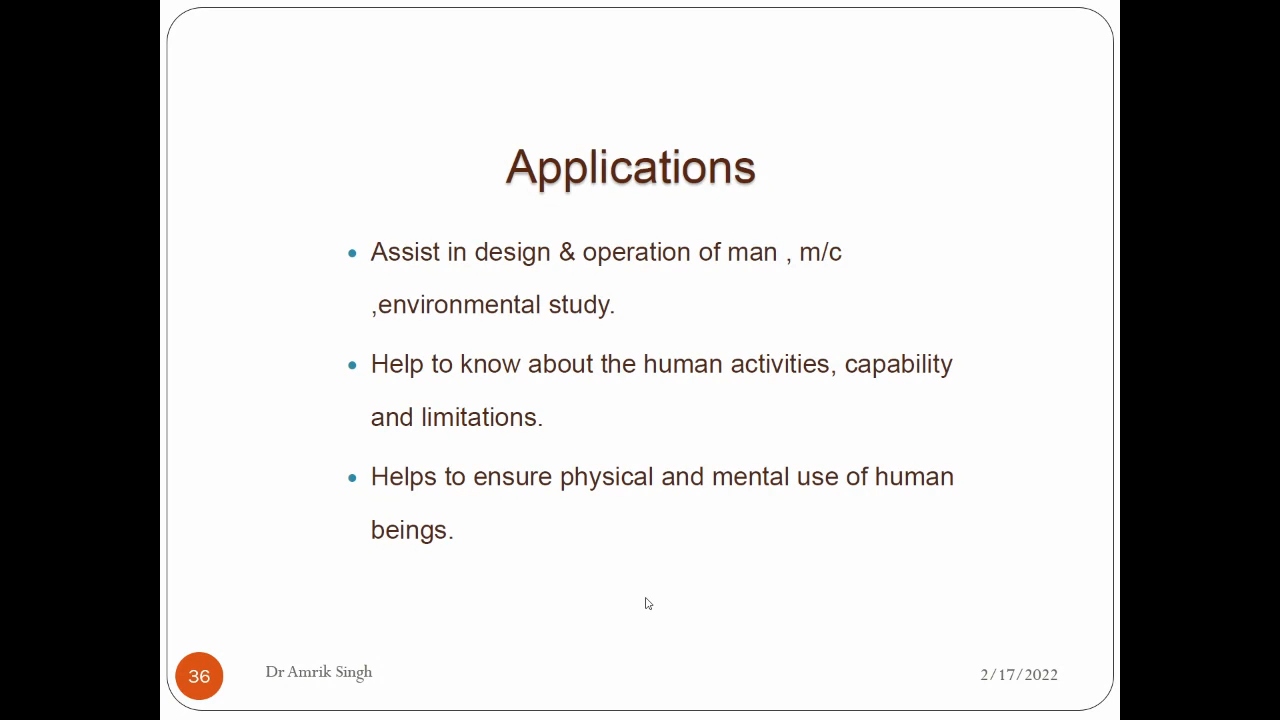 Applications
• Assist in design & operation of man , m/c
,environmental study.
• Help to know about the human activities, capability
and limitations.
• Helps to ensure physical and mental use of human
beings.
36
Dr Amrik Singh
2/17/2022